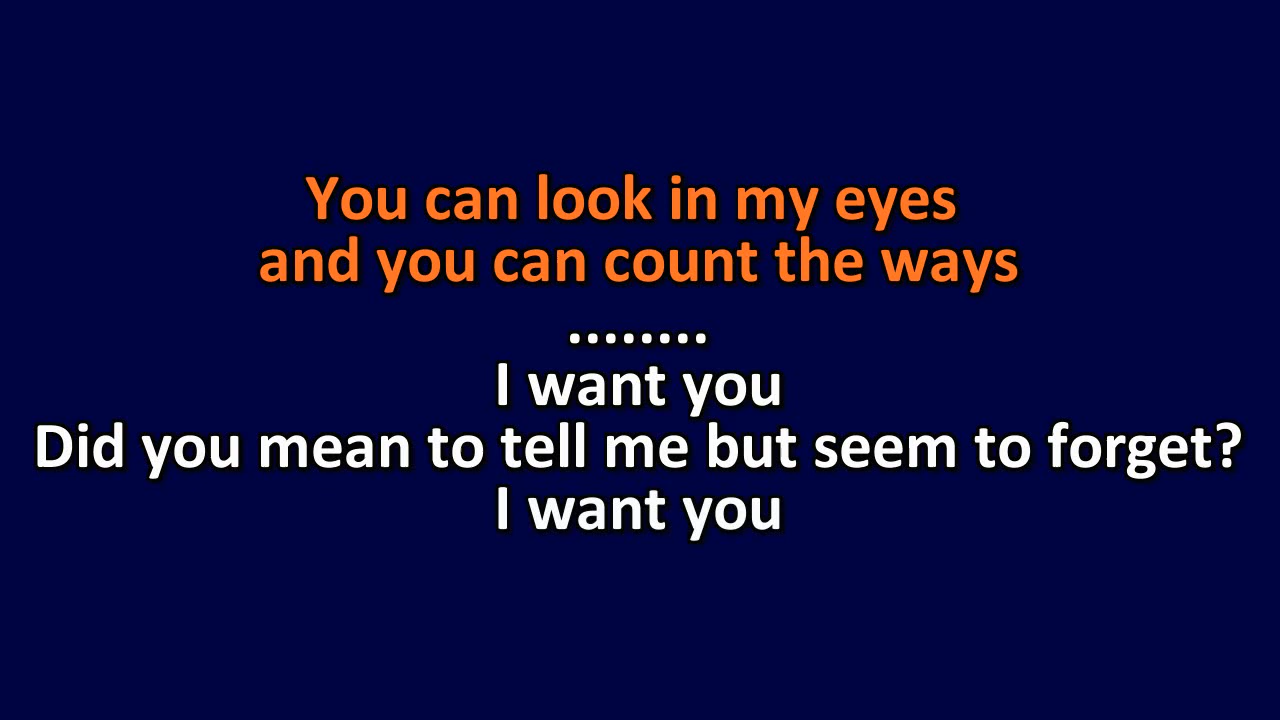 You can look in my eyes
and you can count the ways
........
I want you
Did you mean to tell me but seem to forget?
I want you